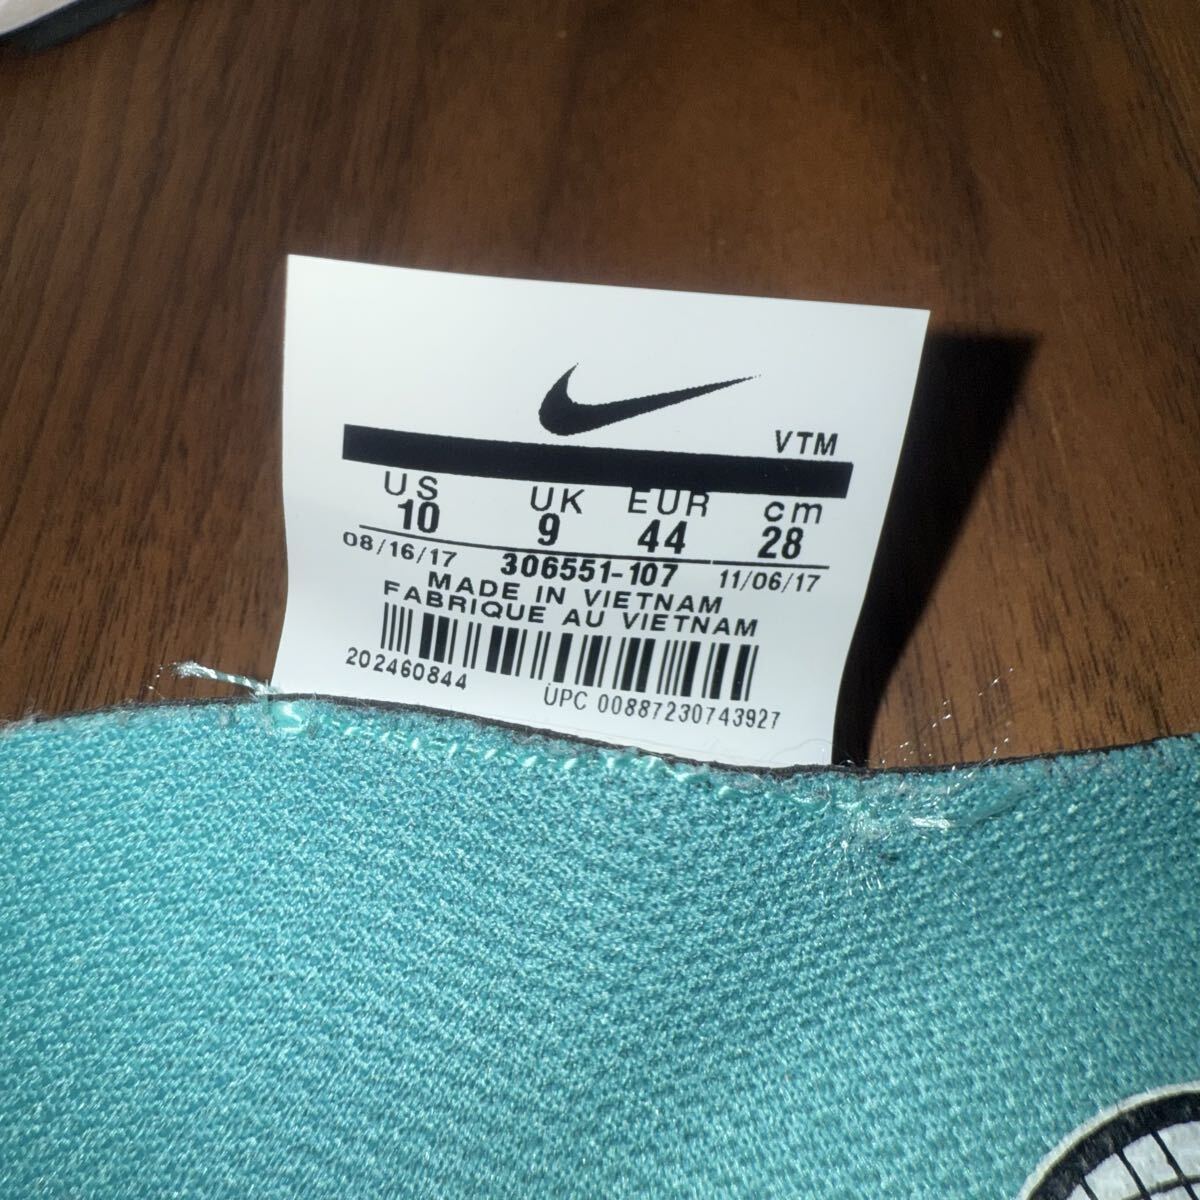 VTM
US UK EUR cm
10 9 44 28
08/16/17 306551-107 11/06/17
MADE IN VIETNAM
FABRIQUE AU VIETNAM
202460844
UPC 00887230743927